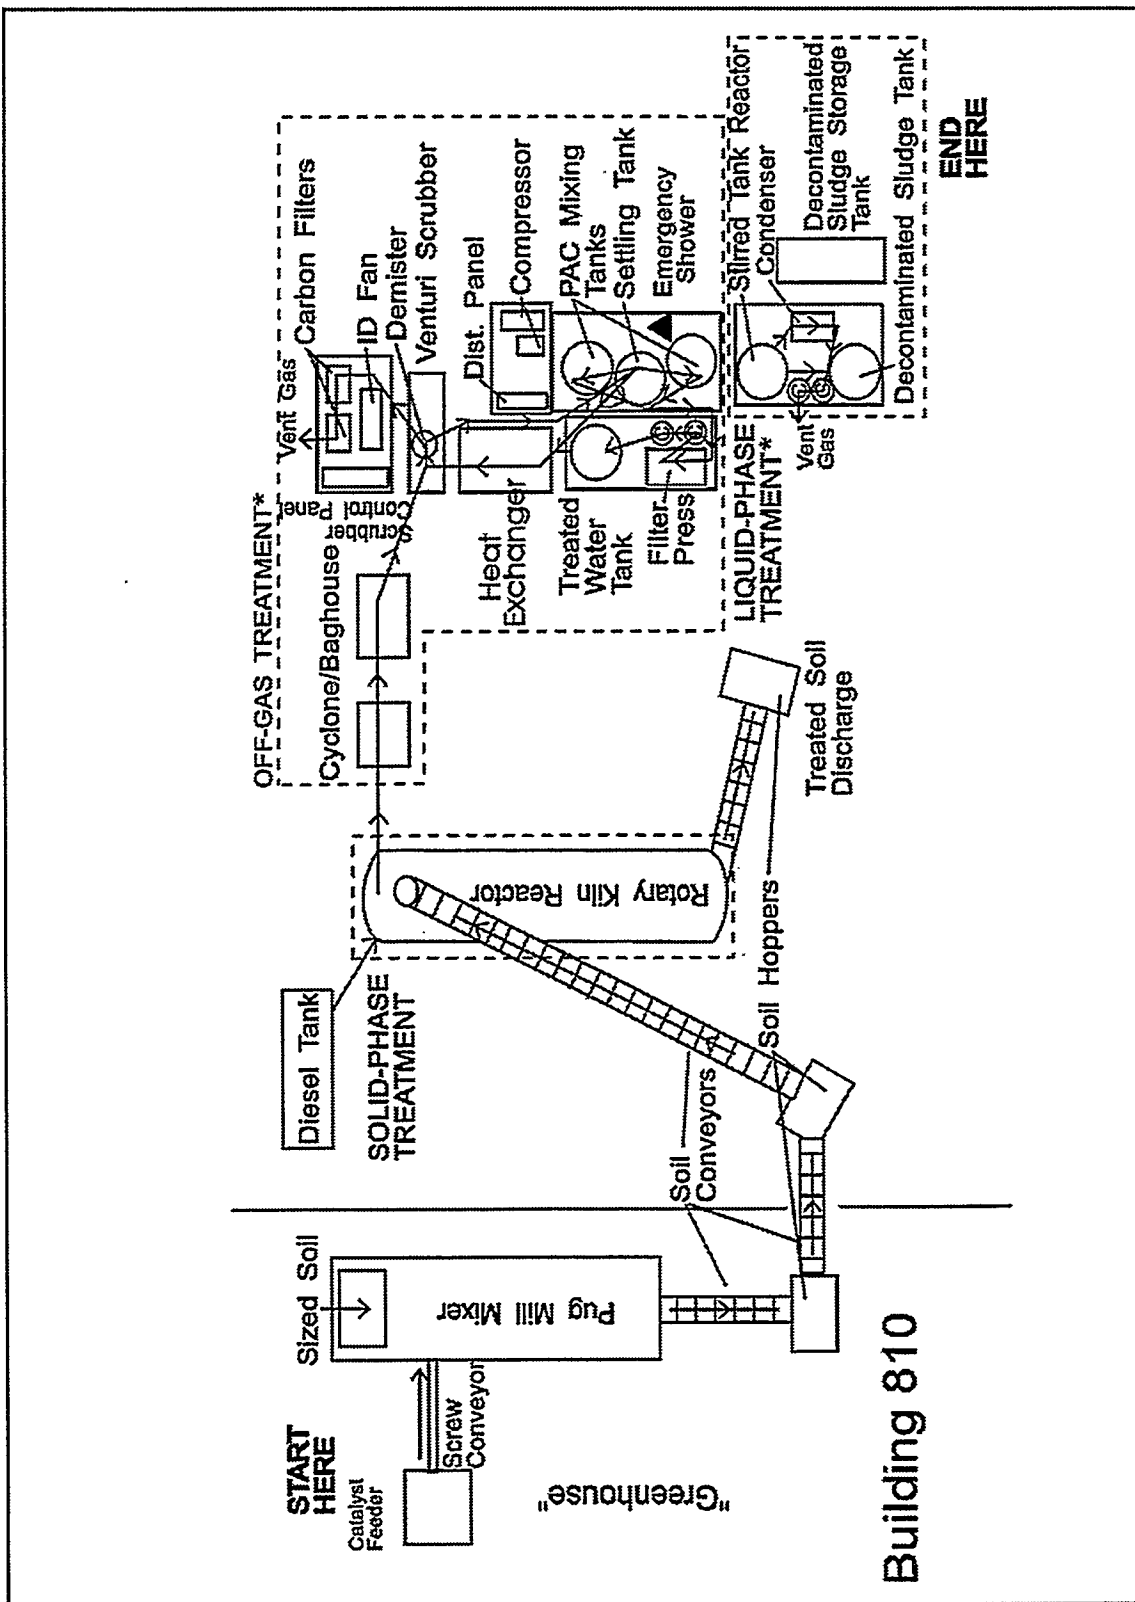 START
HERE
Catalyst
Feeder
Screw
Conveyor
"Greenhouse"
Building 810
Sized Soil
Pug Mill Mixer
Soil
Conveyors
Diesel Tank
SOLID-PHASE
TREATMENT
Rotary Kiln Reactor
Soil Hoppers
Treated Soil
Discharge
OFF-GAS TREATMENT*
Cyclone/Baghouse
Scrubber
Control Panel
Vent Gas
Carbon Filters
ID Fan
Demister
Venturi Scrubber
Heat
Exchanger
Dist. Panel
Compressor
Treated
Water
Tank
Filter
Press
PAC Mixing
Tanks
Settling Tank
Emergency
Shower
LIQUID-PHASE
TREATMENT*
Vent
Gas
Stirred Tank Reactor
Condenser
Decontaminated
Sludge Storage
Tank
Decontaminated Sludge Tank
END
HERE